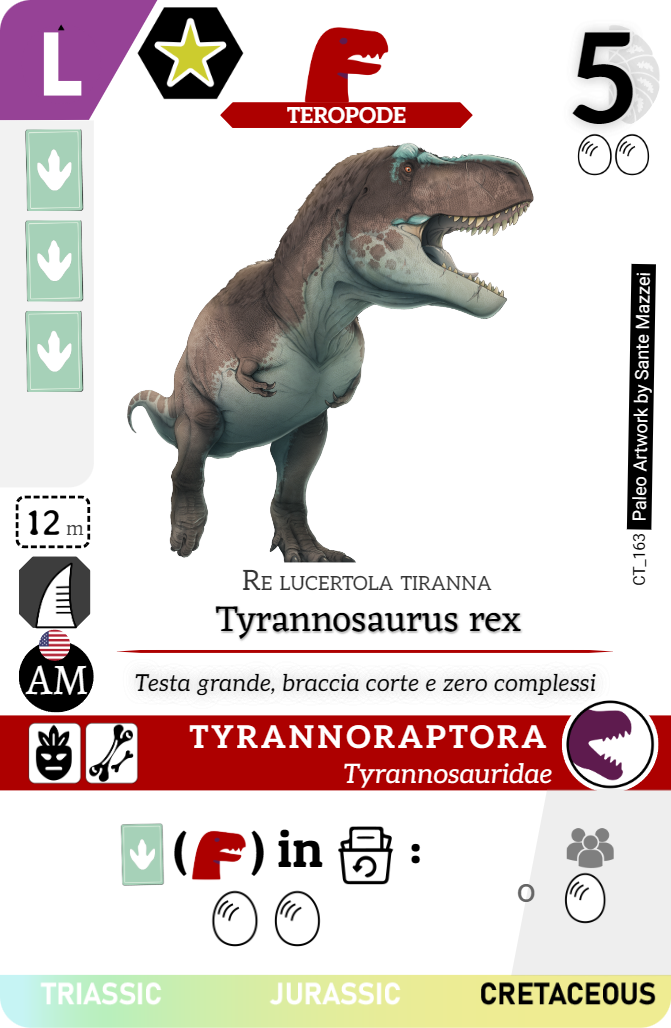 L
TEROPODE
5
Paleo Artwork by Sante Mazzei
CT_163
12 m
AM
Re lucertola tiranna
Tyrannosaurus rex
Testa grande, braccia corte e zero complessi
TYRANNORAPTORA
Tyrannosauridae
( ) in :
o
TRIASSIC JURASSIC CRETACEOUS